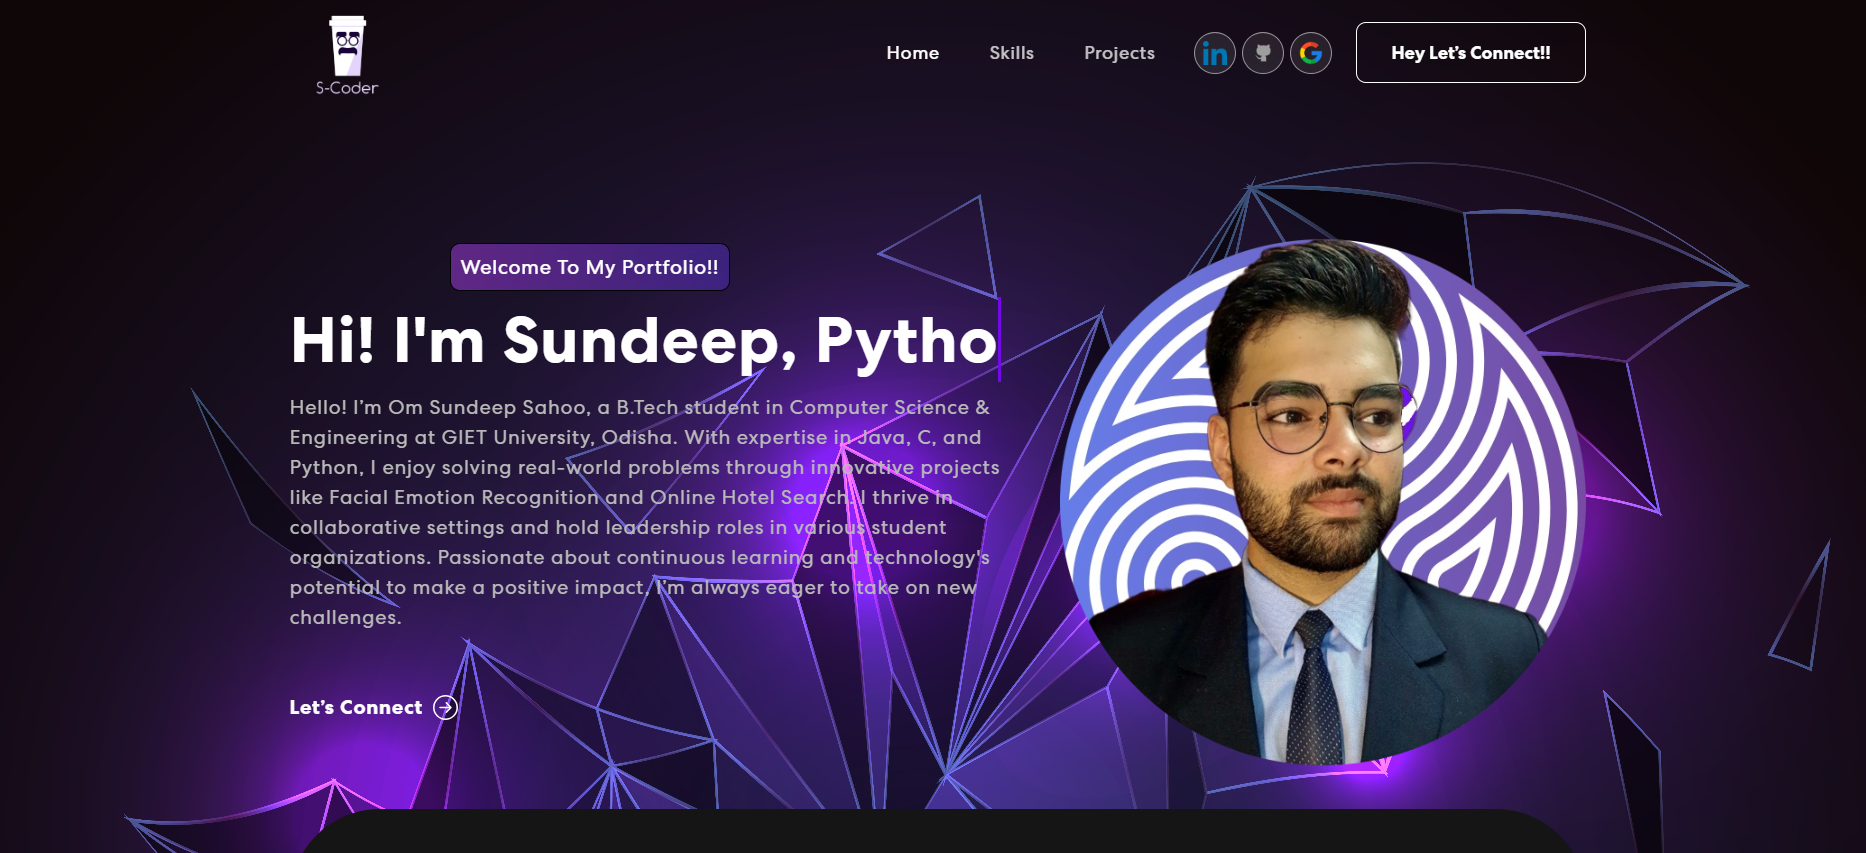 S-Coder
Home Skills Projects in G Hey Let's Connect!!
Welcome To My Portfolio!!
Hi! I'm Sundeep, Pytho
Hello! I'm Om Sundeep Sahoo, a B.Tech student in Computer Science &
Engineering at GIET University, Odisha. With expertise in Java, C, and
Python, I enjoy solving real-world problems through innovative projects
like Facial Emotion Recognition and Online Hotel Search. I thrive in
collaborative settings and hold leadership roles in various student
organizations. Passionate about continuous learning and technology's
potential to make a positive impact, I'm always eager to take on new
challenges.
Let's Connect